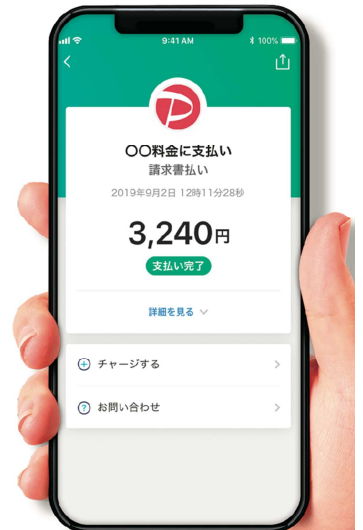 9:41 AM
100%
〇〇料金に支払い
請求書払い
2019年9月2日 12時11分28秒
3,240円
支払い完了
詳細を見る
チャージする
お問い合わせ